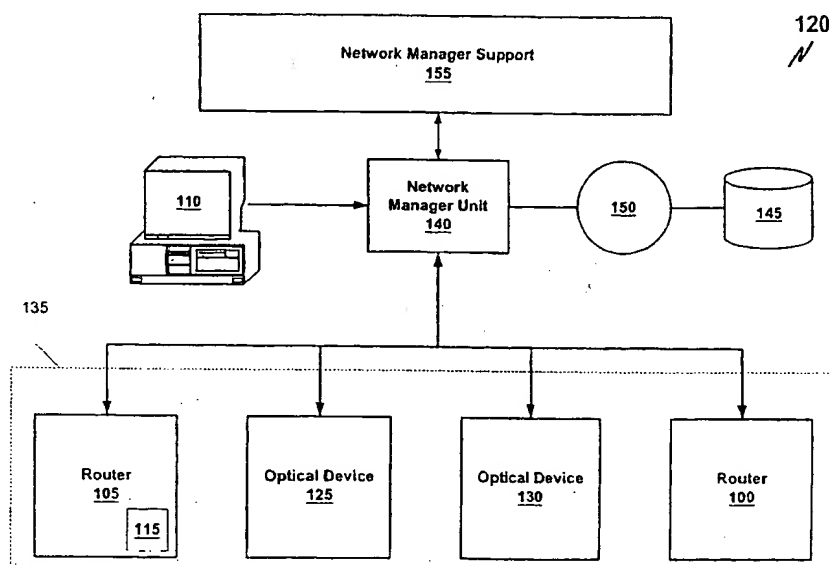 120
Network Manager Support
155
110
Network
Manager Unit
140
150
145
135
Router
105
115
Optical Device
125
Optical Device
130
Router
100